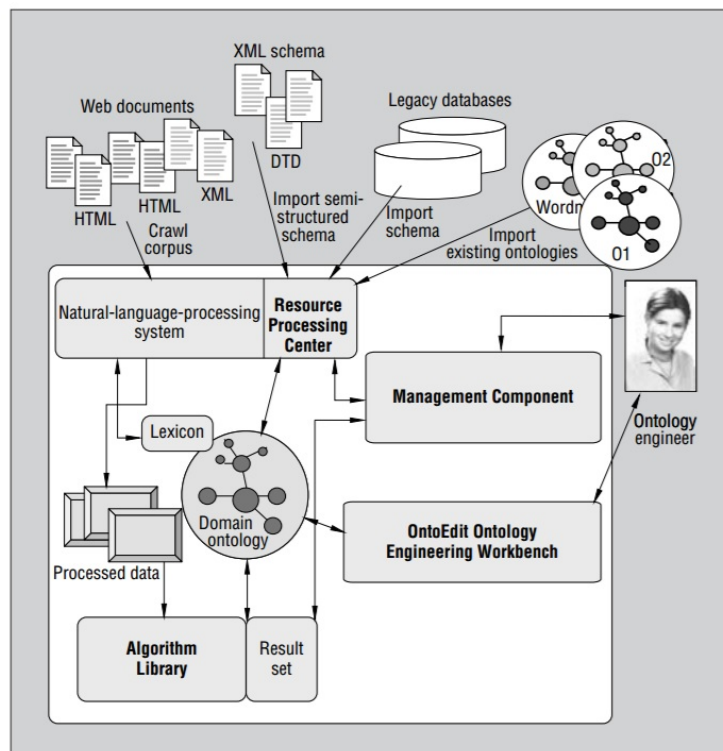 XML schema
Web documents
Legacy databases
DTD
HTML
HTML
XML
O2
O1
Crawl
corpus
Import semi-
structured
schema
Import
schema
Import
existing ontologies
Natural-language-processing
system
Resource
Processing
Center
Management Component
Ontology
engineer
Lexicon
Domain
ontology
OntoEdit Ontology
Engineering Workbench
Processed data
Algorithm
Library
Result
set